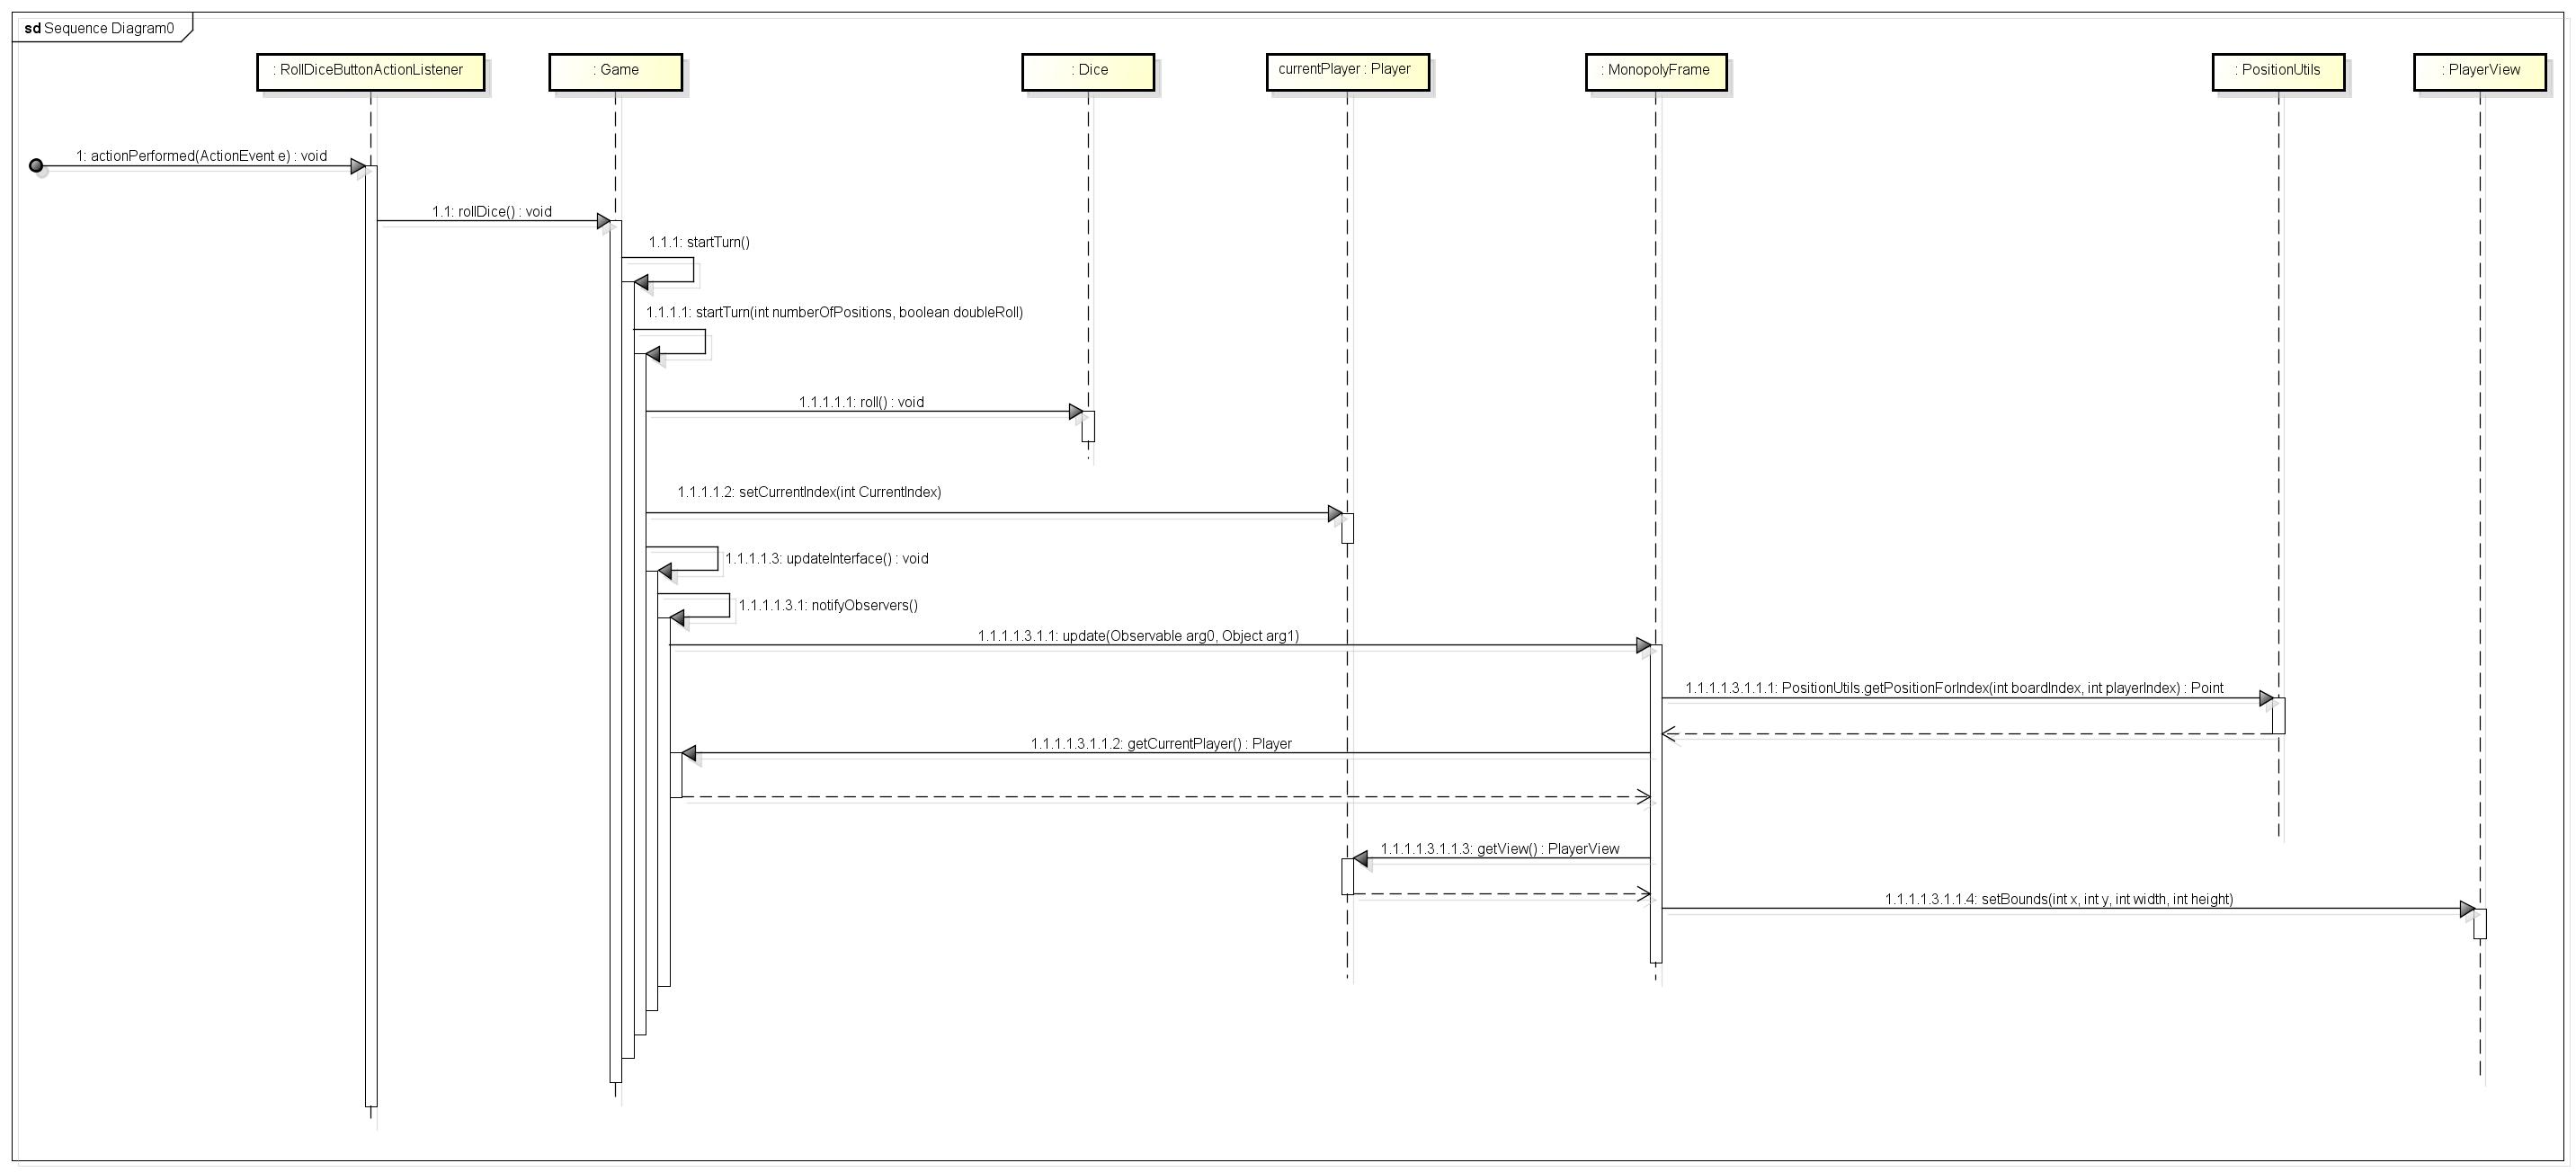 sd Sequence Diagram0
: RollDiceButtonActionListener
: Game
: Dice
currentPlayer : Player
: MonopolyFrame
: PositionUtils
: PlayerView
1: actionPerformed(ActionEvent e) : void
1.1: rollDice() : void
1.1.1: startTurn()
1.1.1.1: startTurn(int numberOfPositions, boolean doubleRoll)
1.1.1.1.1: roll() : void
1.1.1.1.2: setCurrentIndex(int CurrentIndex)
1.1.1.1.3: updateInterface() : void
1.1.1.1.3.1: notifyObservers()
1.1.1.1.3.1.1: update(Observable arg0, Object arg1)
1.1.1.1.3.1.1.1: PositionUtils.getPositionForIndex(int boardIndex, int playerIndex) : Point
1.1.1.1.3.1.1.2: getCurrentPlayer() : Player
1.1.1.1.3.1.1.3: getView() : PlayerView
1.1.1.1.3.1.1.4: setBounds(int x, int y, int width, int height)